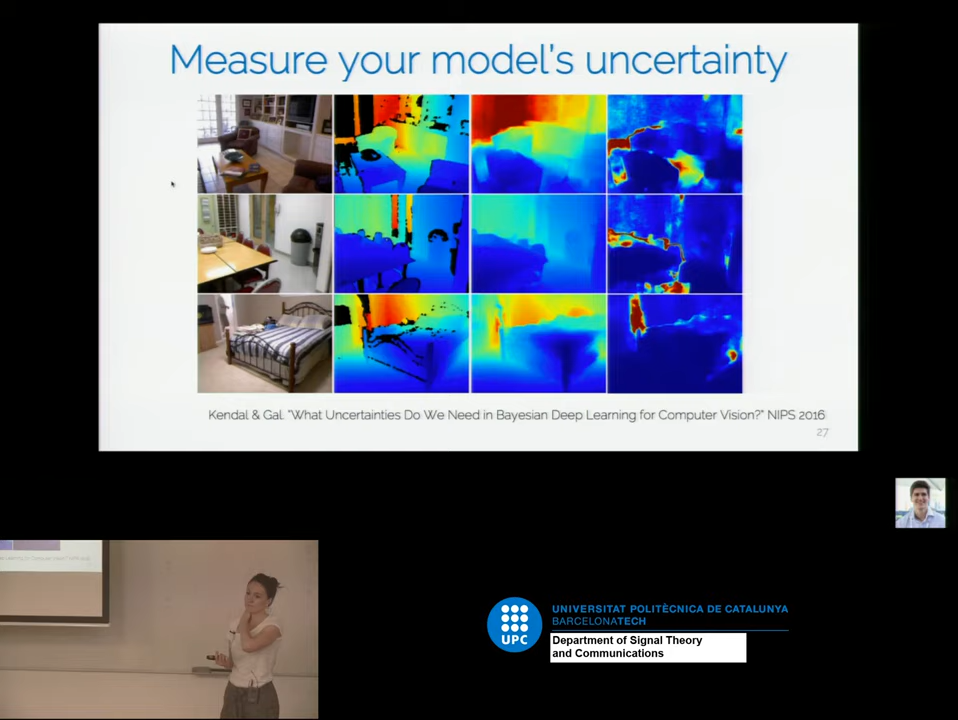 Measure your model's uncertainty
Kendal & Gal. "What Uncertainties Do We Need in Bayesian Deep Learning for Computer Vision?" NIPS 2016
27
UPC
UNIVERSITAT POLITÈCNICA DE CATALUNYA
BARCELONATECH
Department of Signal Theory
and Communications